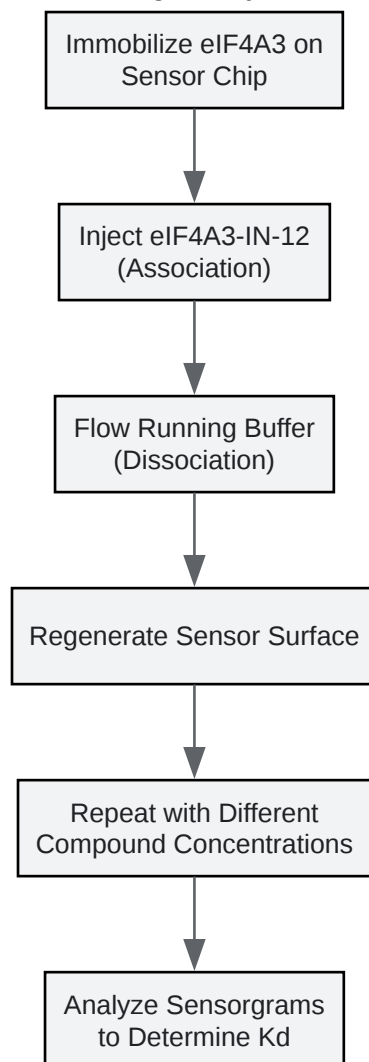 Immobilize eIF4A3 on
Sensor Chip
Inject eIF4A3-IN-12
(Association)
Flow Running Buffer
(Dissociation)
Regenerate Sensor Surface
Repeat with Different
Compound Concentrations
Analyze Sensorgrams
to Determine Kd